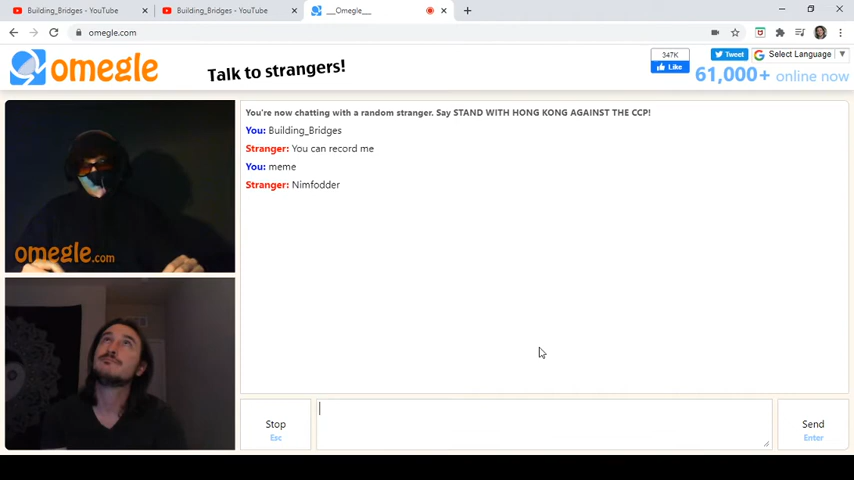 Building_Bridges - YouTube
Building_Bridges - YouTube
___Omegle___
omegle.com
omegle
Talk to strangers!
347K
Like
Tweet
Select Language
61,000+ online now
You're now chatting with a random stranger. Say STAND WITH HONG KONG AGAINST THE CCP!
You: Building_Bridges
Stranger: You can record me
You: meme
Stranger: Nimfodder
omegle.com
Stop
Esc
Send
Enter